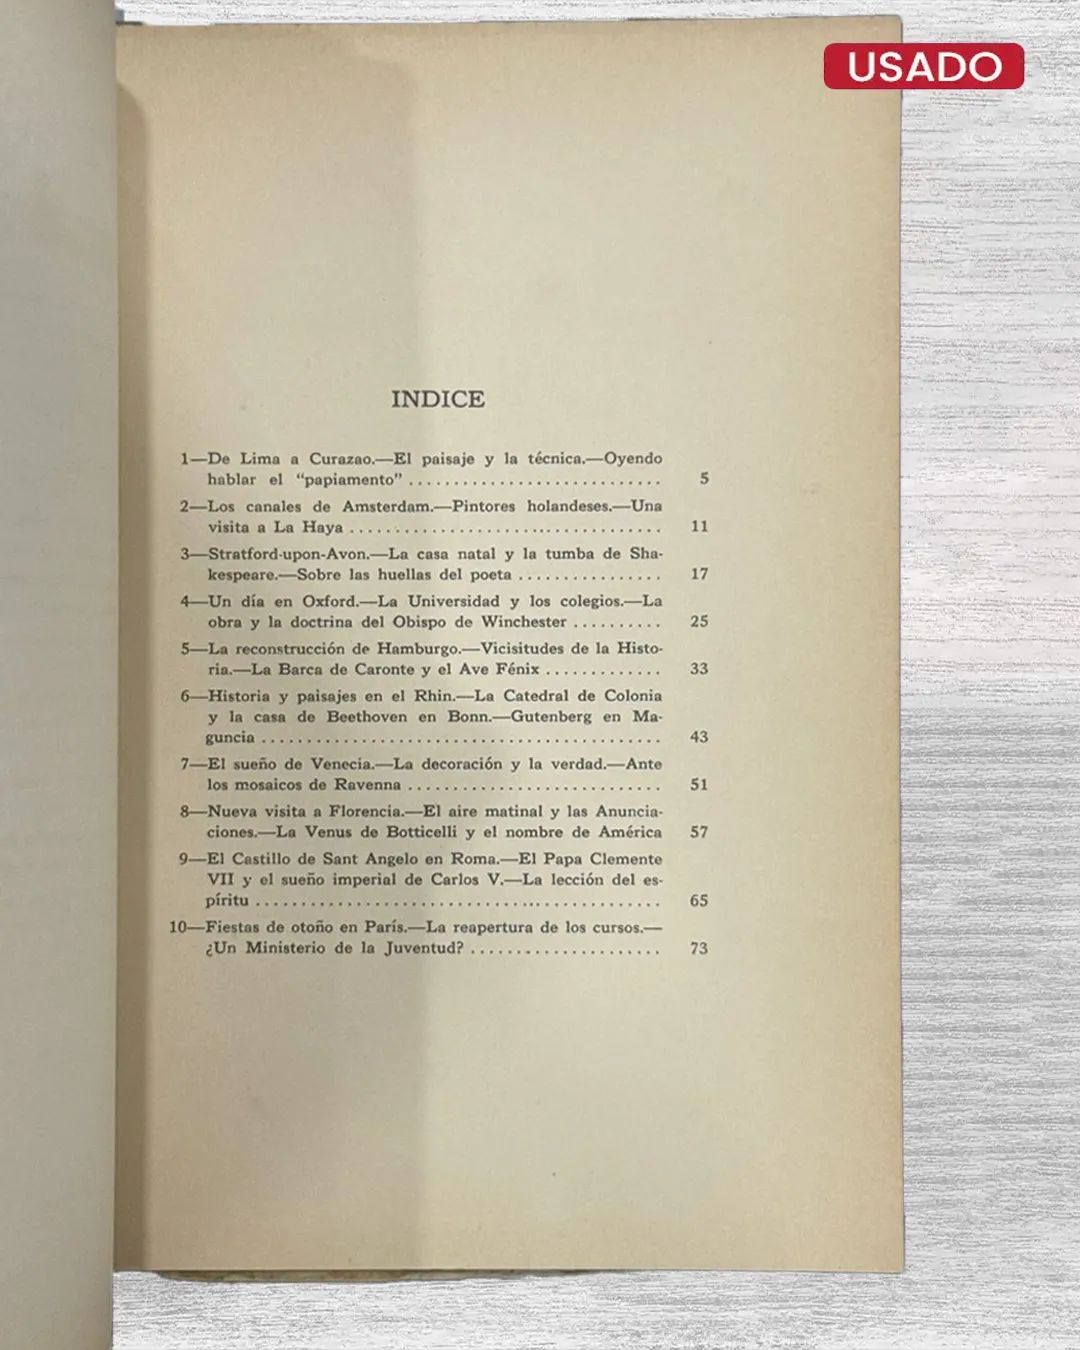 USADO
INDICE
1—De Lima a Curazao.—El paisaje y la técnica.—Oyendo
hablar el "papiamento" ............................ 5
2—Los canales de Amsterdam.—Pintores holandeses.—Una
visita a La Haya .................................. 11
3—Stratford-upon-Avon.—La casa natal y la tumba de Sha-
kespeare.—Sobre las huellas del poeta ................ 17
4—Un día en Oxford.—La Universidad y los colegios.—La
obra y la doctrina del Obispo de Winchester .......... 25
5—La reconstrucción de Hamburgo.—Vicisitudes de la Histo-
ria.—La Barca de Caronte y el Ave Fénix ............. 33
6—Historia y paisajes en el Rhin.—La Catedral de Colonia
y la casa de Beethoven en Bonn.—Gutenberg en Ma-
guncia ............................................ 43
7—El sueño de Venecia.—La decoración y la verdad.—Ante
los mosaicos de Ravenna ............................ 51
8—Nueva visita a Florencia.—El aire matinal y las Anuncia-
ciones.—La Venus de Botticelli y el nombre de América 57
9—El Castillo de Sant Angelo en Roma.—El Papa Clemente
VII y el sueño imperial de Carlos V.—La lección del es-
píritu ............................................. 65
10—Fiestas de otoño en París.—La reapertura de los cursos.—
¿Un Ministerio de la Juventud? ..................... 73